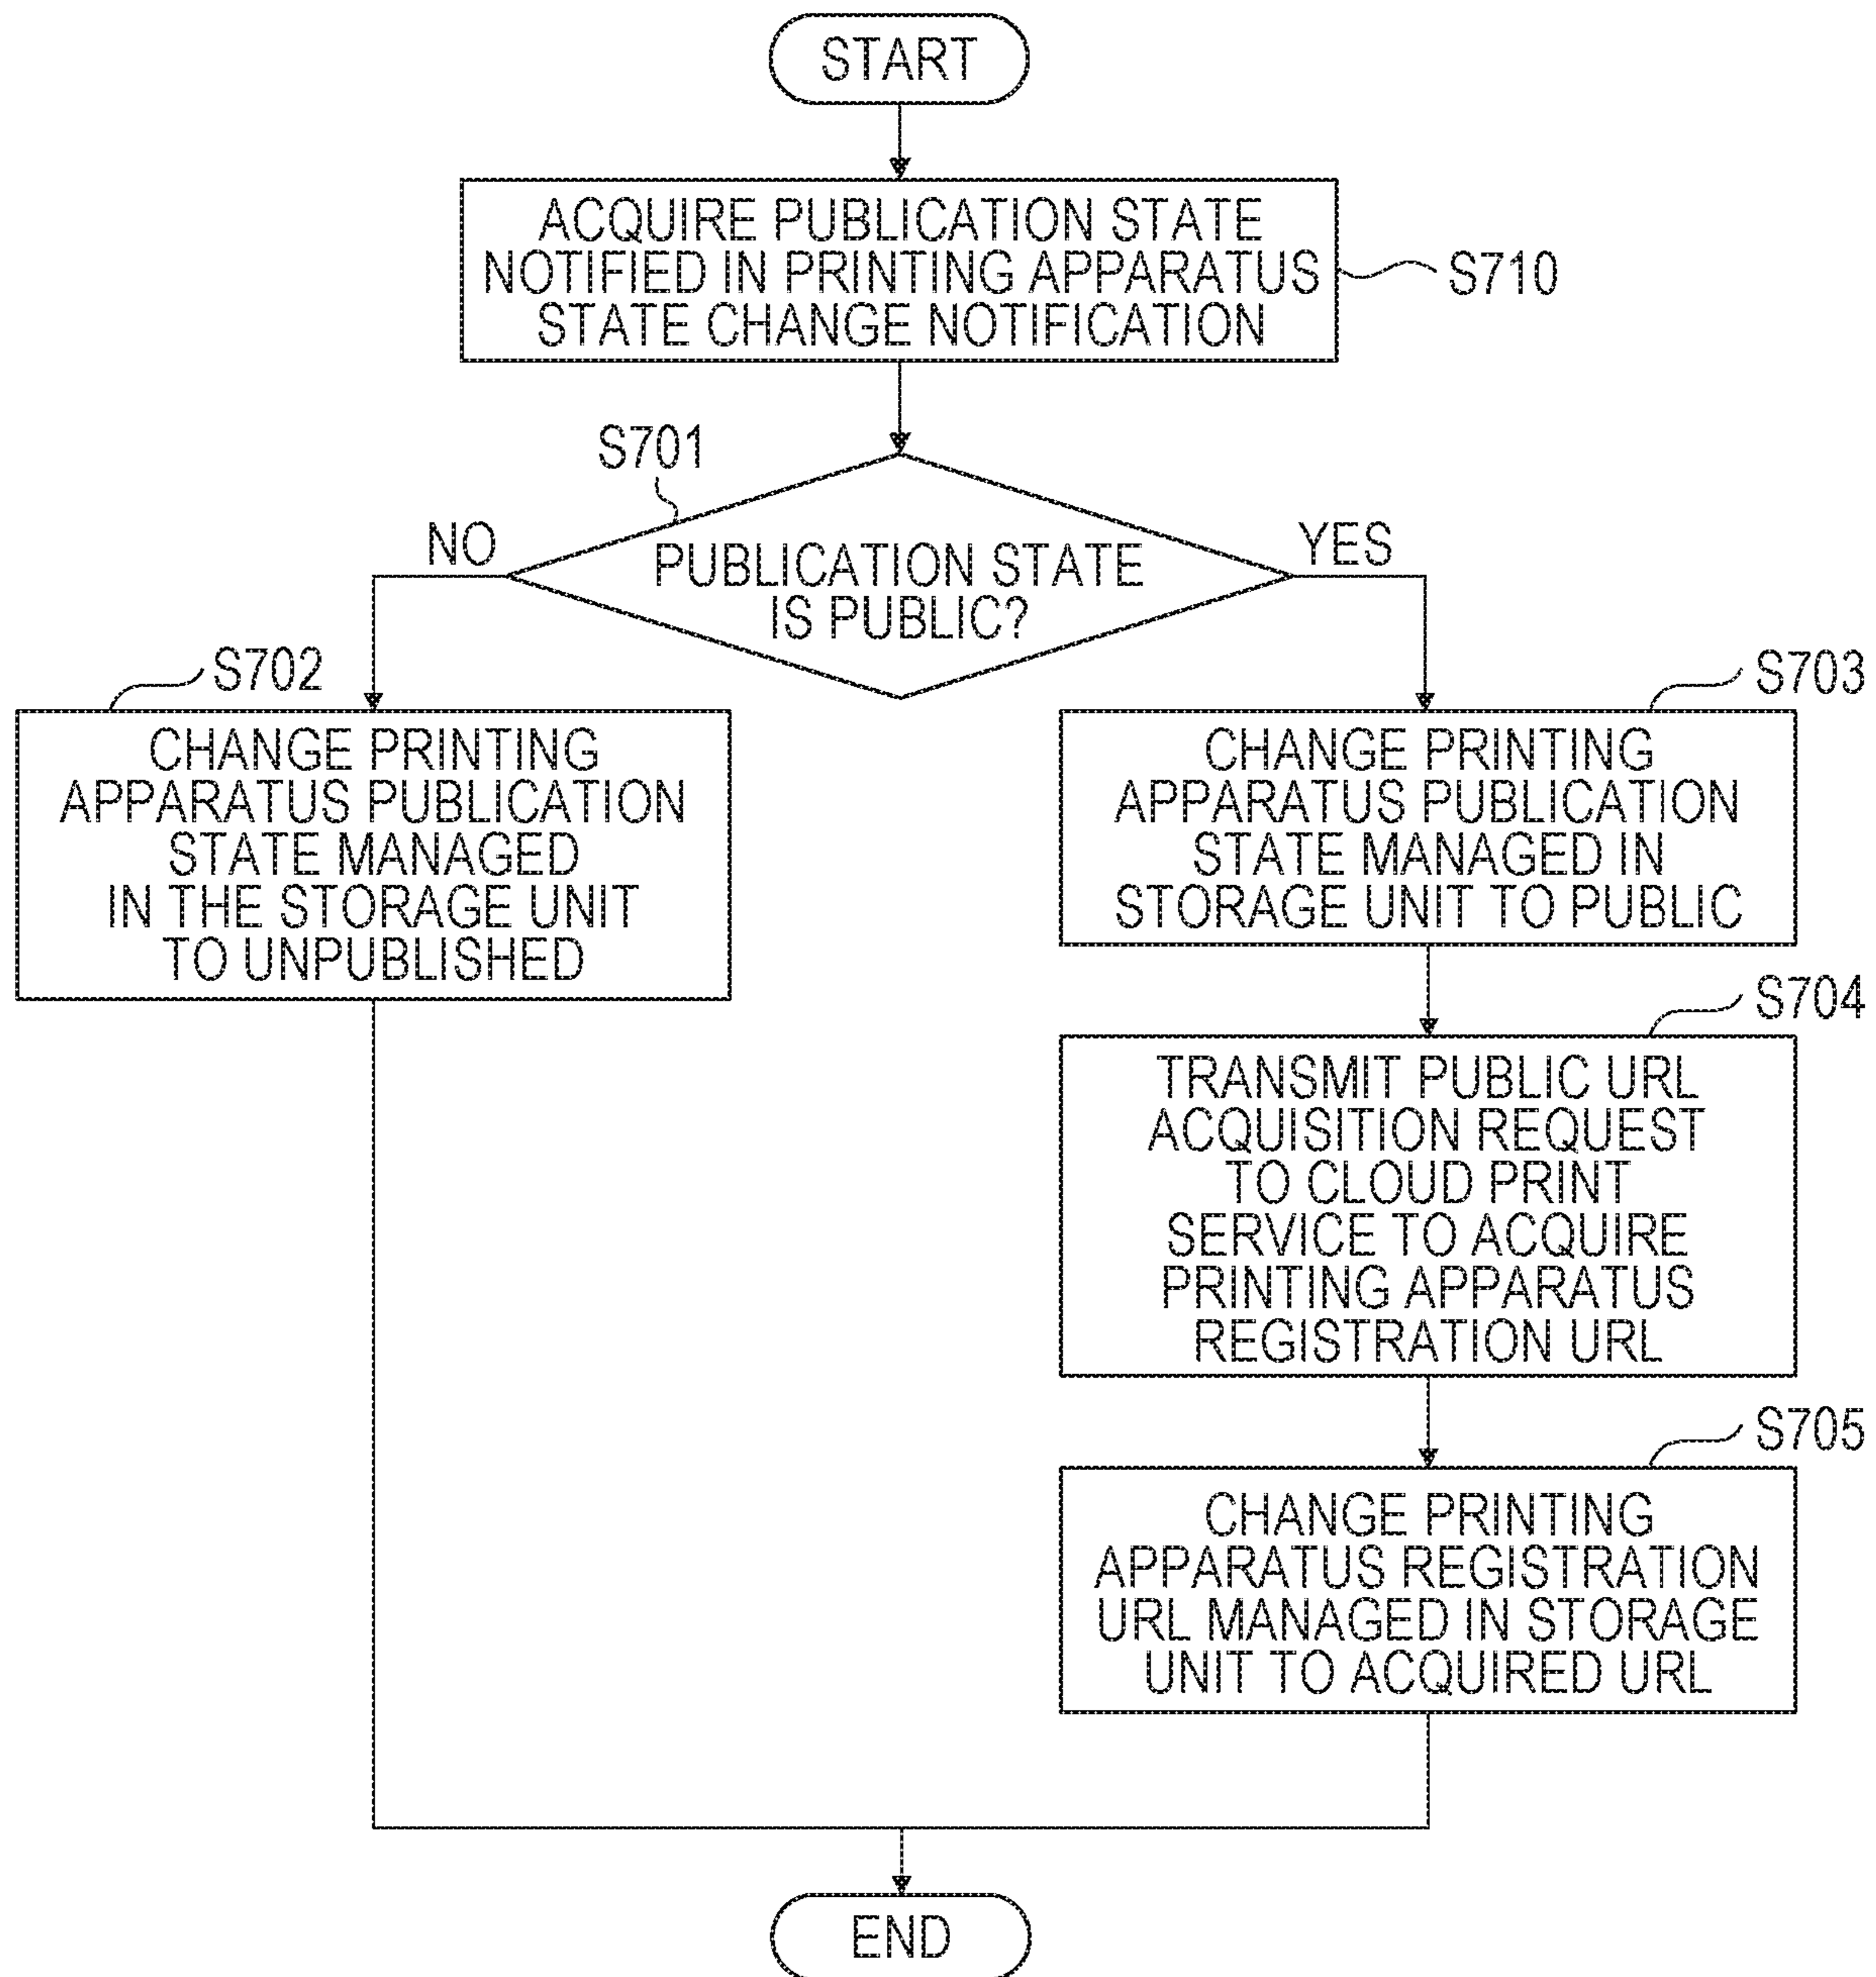 START
ACQUIRE PUBLICATION STATE
NOTIFIED IN PRINTING APPARATUS
STATE CHANGE NOTIFICATION
S710
S701
NO
YES
PUBLICATION STATE
IS PUBLIC?
S702
CHANGE PRINTING
APPARATUS PUBLICATION
STATE MANAGED
IN THE STORAGE UNIT
TO UNPUBLISHED
S703
CHANGE PRINTING
APPARATUS PUBLICATION
STATE MANAGED IN
STORAGE UNIT TO PUBLIC
S704
TRANSMIT PUBLIC URL
ACQUISITION REQUEST
TO CLOUD PRINT
SERVICE TO ACQUIRE
PRINTING APPARATUS
REGISTRATION URL
S705
CHANGE PRINTING
APPARATUS REGISTRATION
URL MANAGED IN STORAGE
UNIT TO ACQUIRED URL
END